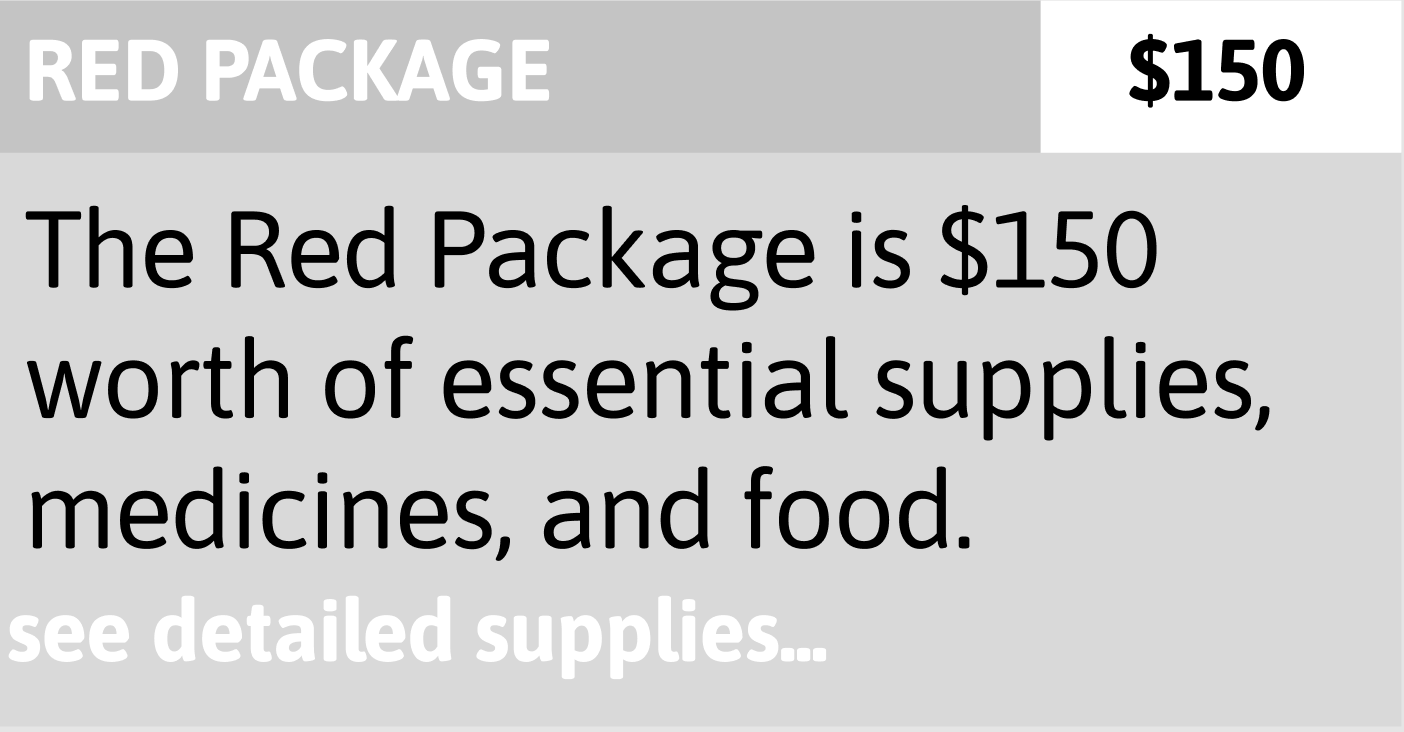 RED PACKAGE $150
The Red Package is $150
worth of essential supplies,
medicines, and food.
see detailed supplies...